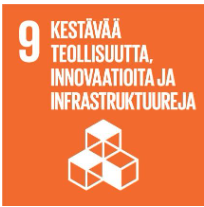 9 KESTÄVÄÄ
TEOLLISUUTTA,
INNOVAATIOITA JA
INFRASTRUKTUUREJA